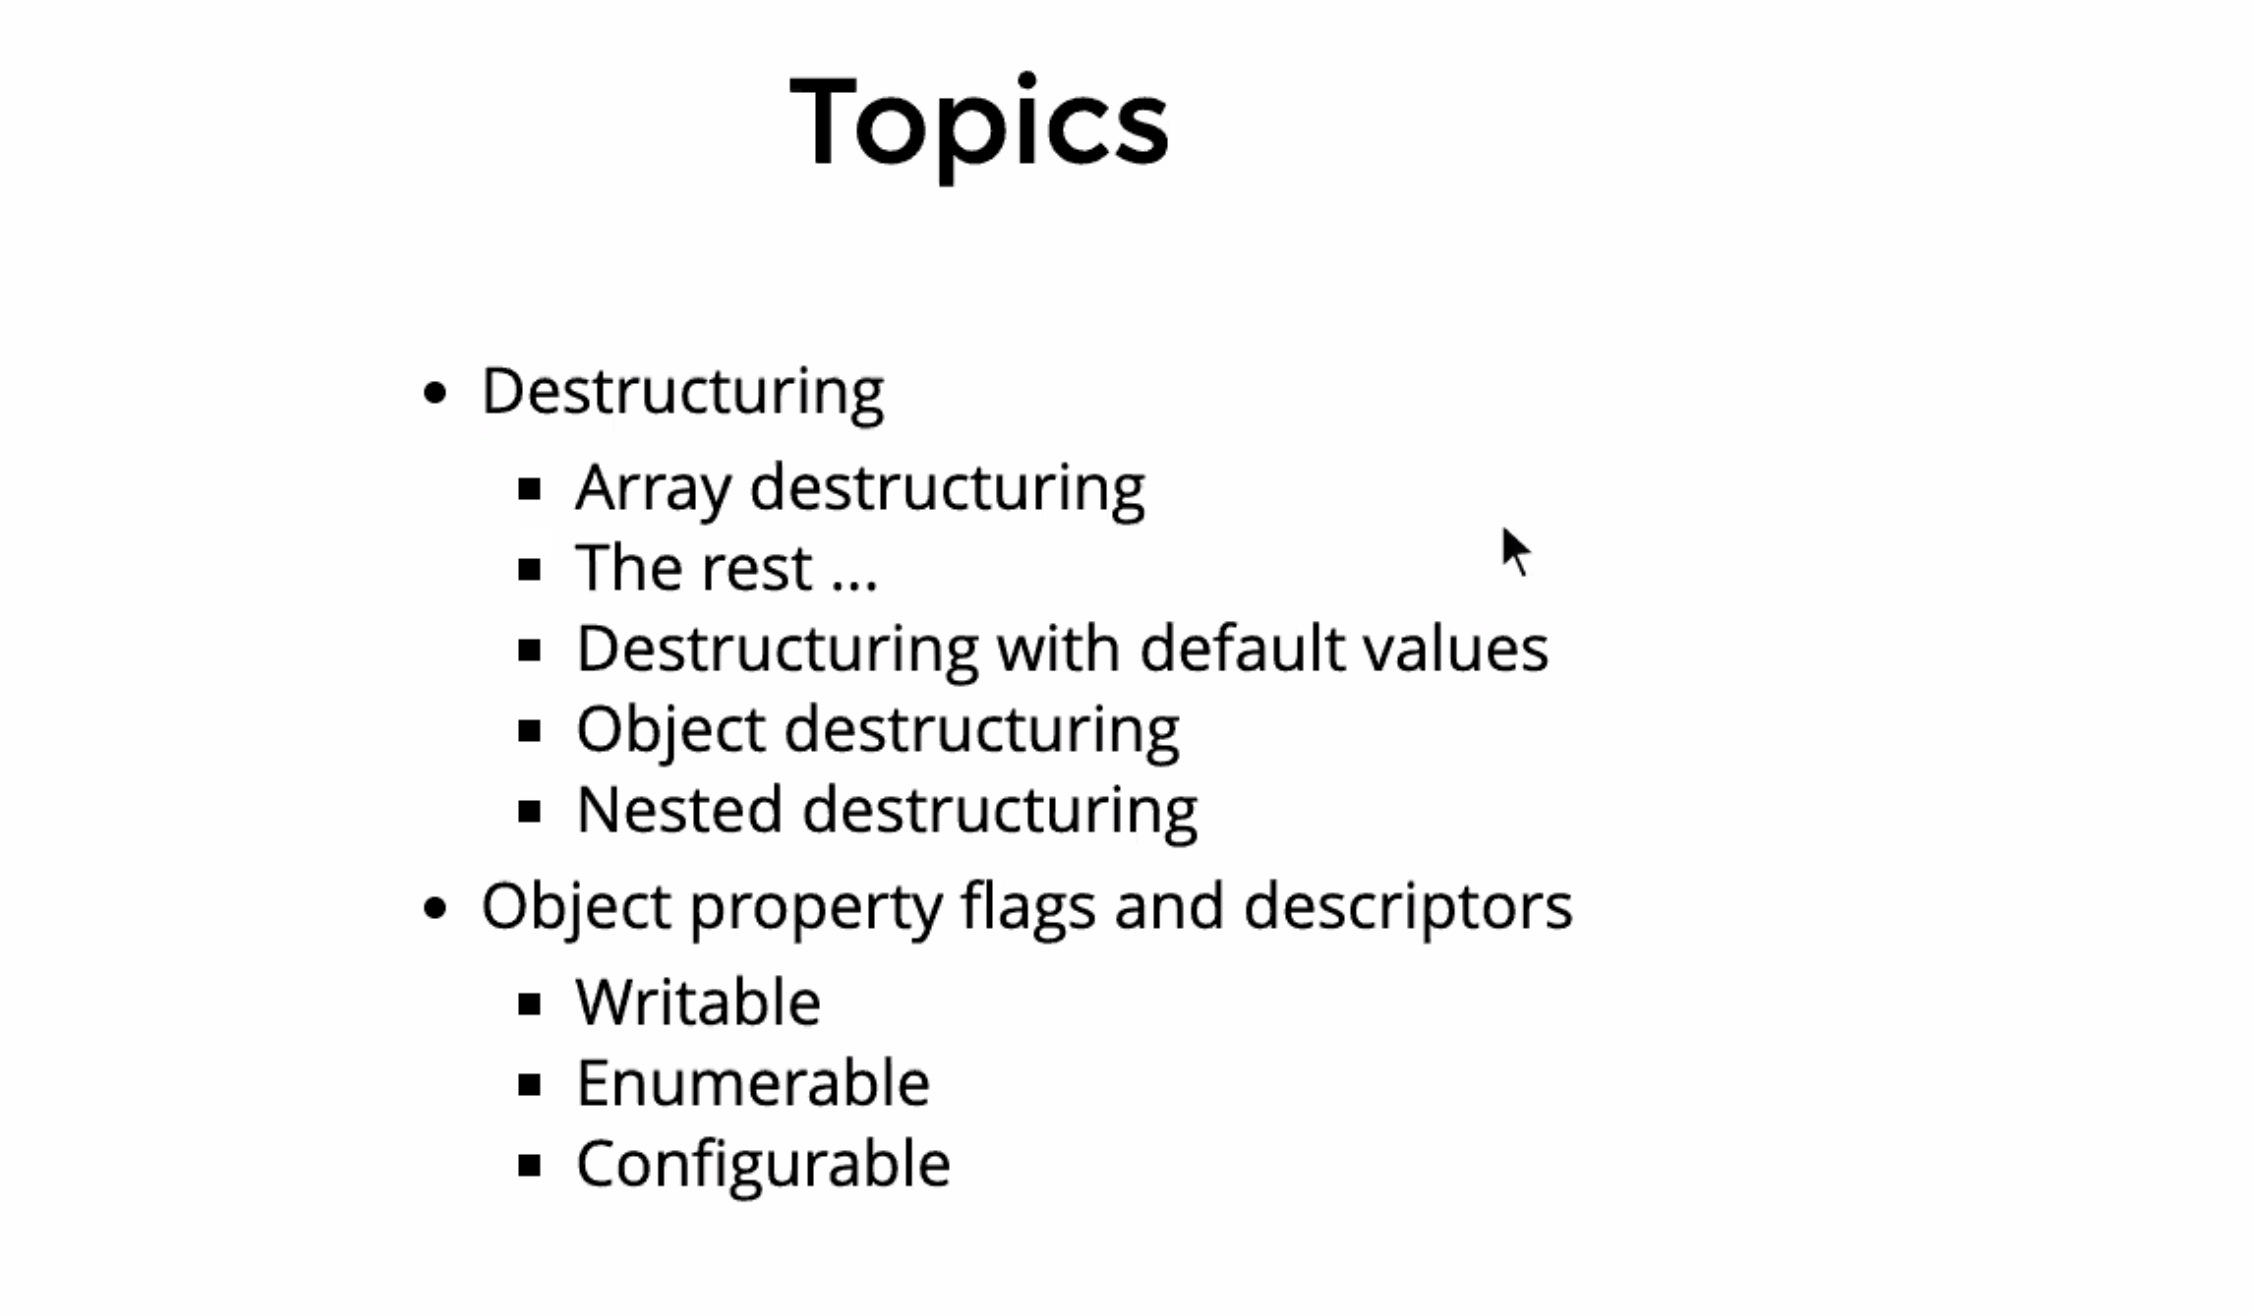 Topics
Destructuring
Array destructuring
The rest ...
Destructuring with default values
Object destructuring
Nested destructuring
Object property flags and descriptors
Writable
Enumerable
Configurable